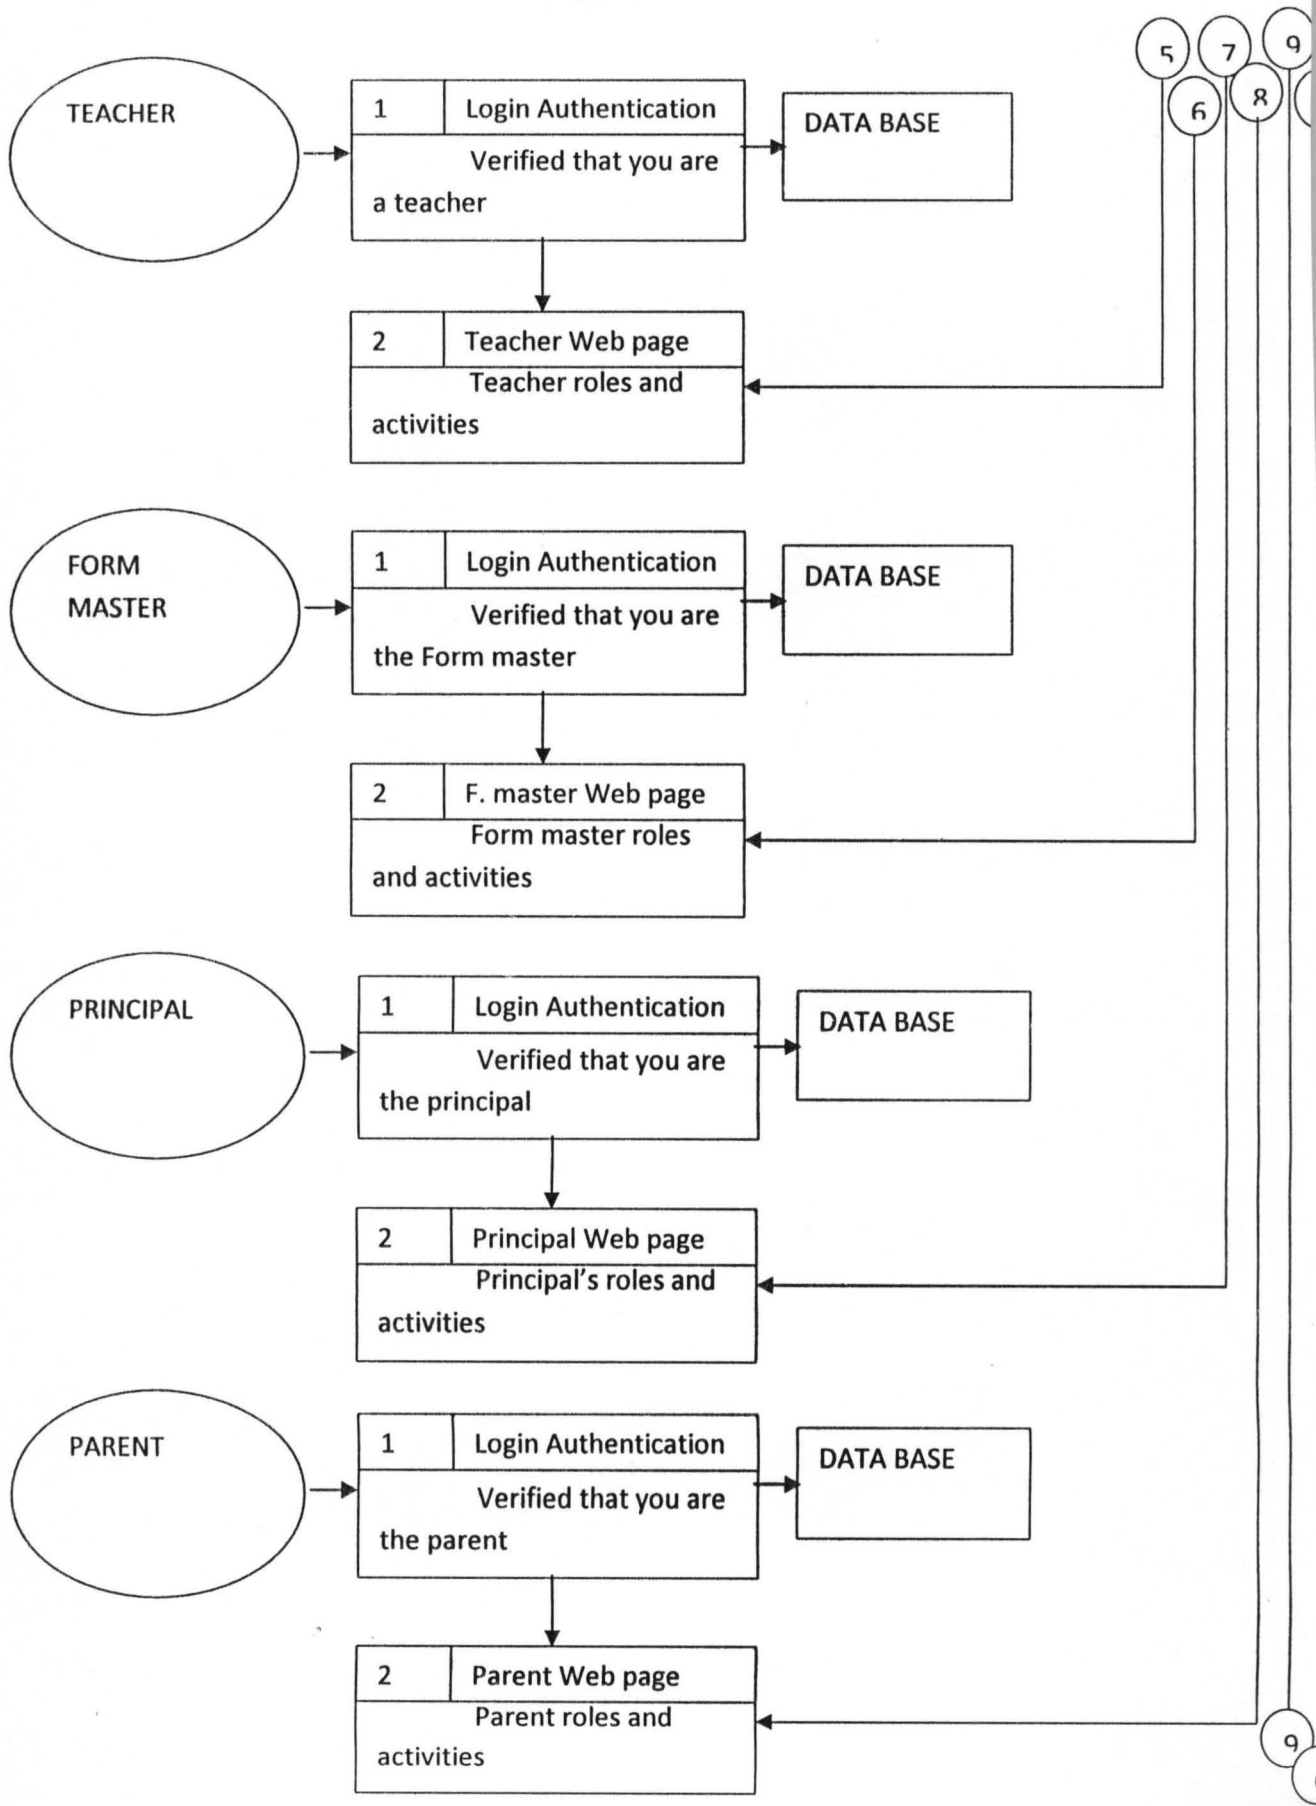 5
7
9
6
8
TEACHER
1
Login Authentication
Verified that you are
a teacher
DATA BASE
2
Teacher Web page
Teacher roles and
activities
FORM
MASTER
1
Login Authentication
Verified that you are
the Form master
DATA BASE
2
F. master Web page
Form master roles
and activities
PRINCIPAL
1
Login Authentication
Verified that you are
the principal
DATA BASE
2
Principal Web page
Principal's roles and
activities
PARENT
1
Login Authentication
Verified that you are
the parent
DATA BASE
2
Parent Web page
Parent roles and
activities
9